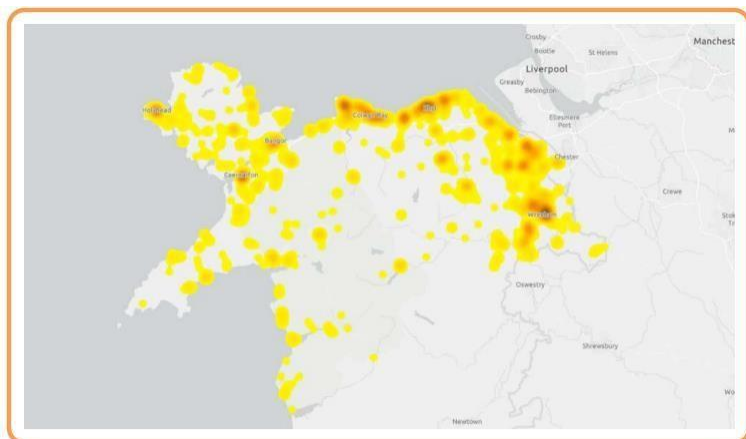 Crosby
Bootle
St Helens
Manchest
Liverpool
Greasby
Bebington
Holyhead
Colwyn Bay
Rhyl
Ellesmere
Port
Bangor
Chester
Caernarfon
Crewe
Wrexham
Oswestry
Shrewsbury
Newtown